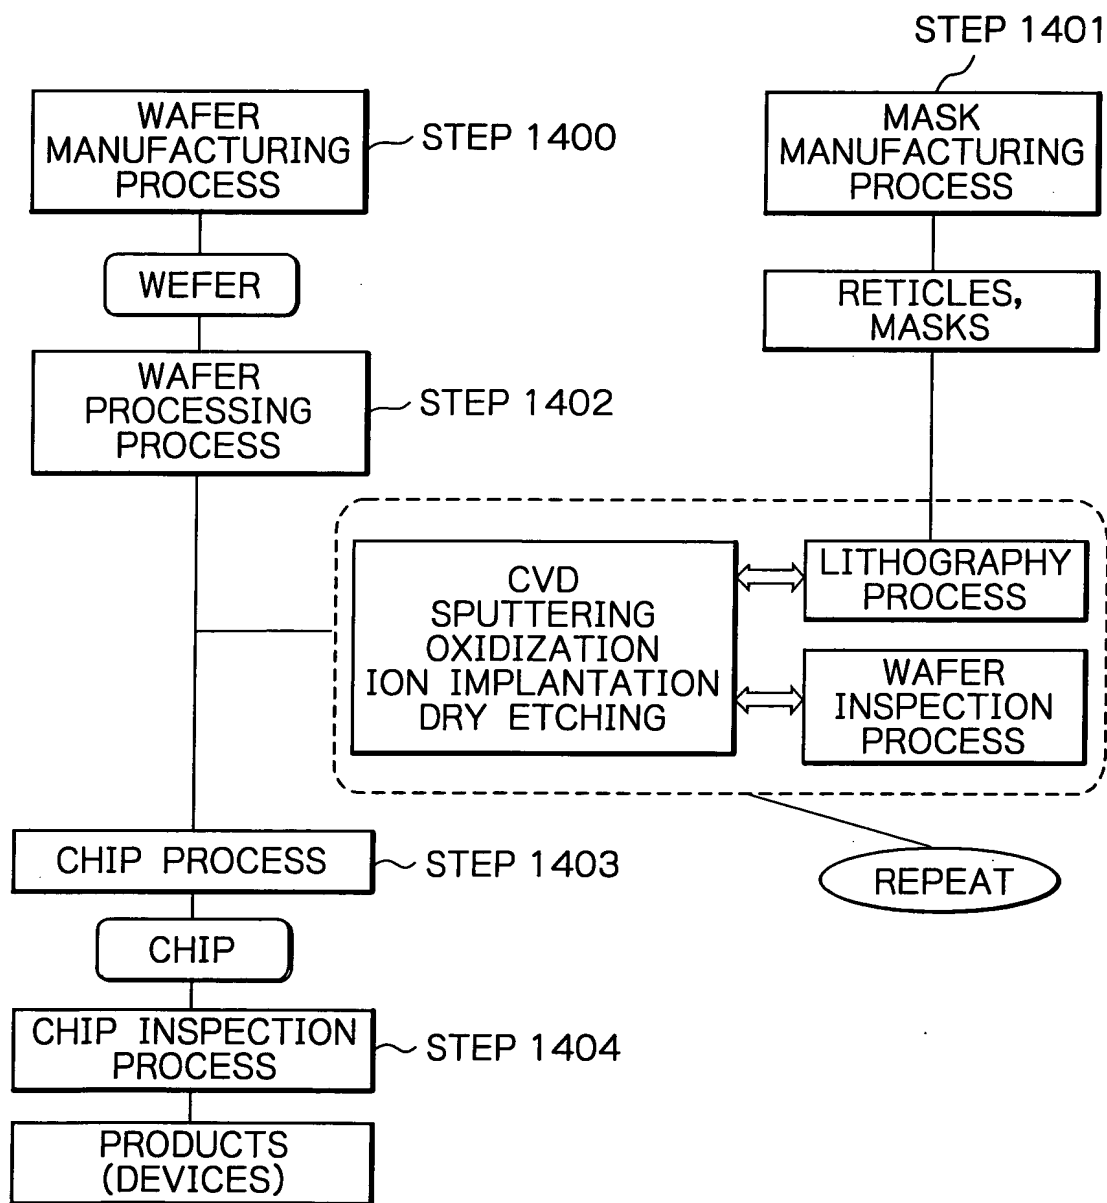 STEP 1401
WAFER
MANUFACTURING
PROCESS
STEP 1400
MASK
MANUFACTURING
PROCESS
WEFER
RETICLES,
MASKS
WAFER
PROCESSING
PROCESS
STEP 1402
CVD
SPUTTERING
OXIDIZATION
ION IMPLANTATION
DRY ETCHING
LITHOGRAPHY
PROCESS
WAFER
INSPECTION
PROCESS
CHIP PROCESS
STEP 1403
REPEAT
CHIP
CHIP INSPECTION
PROCESS
STEP 1404
PRODUCTS
(DEVICES)